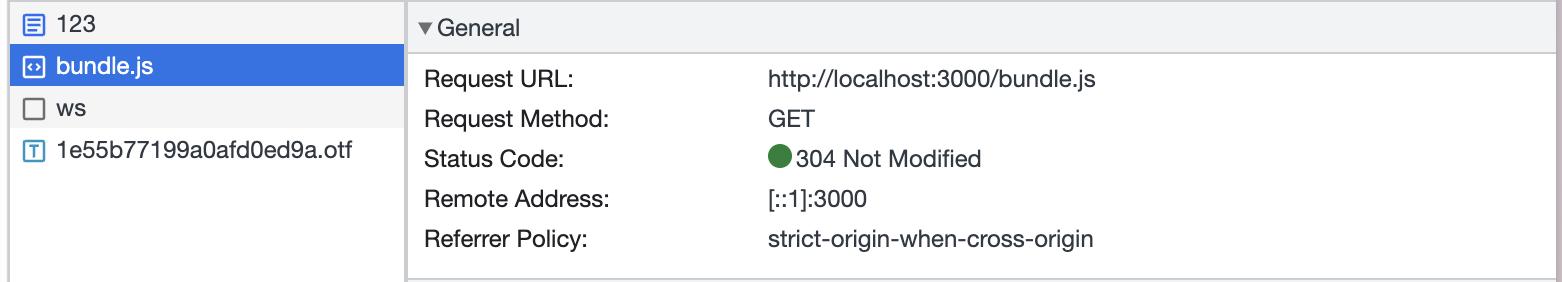 123
bundle.js
ws
1e55b77199a0afd0ed9a.otf
General
Request URL: http://localhost:3000/bundle.js
Request Method: GET
Status Code: 304 Not Modified
Remote Address: [::1]:3000
Referrer Policy: strict-origin-when-cross-origin